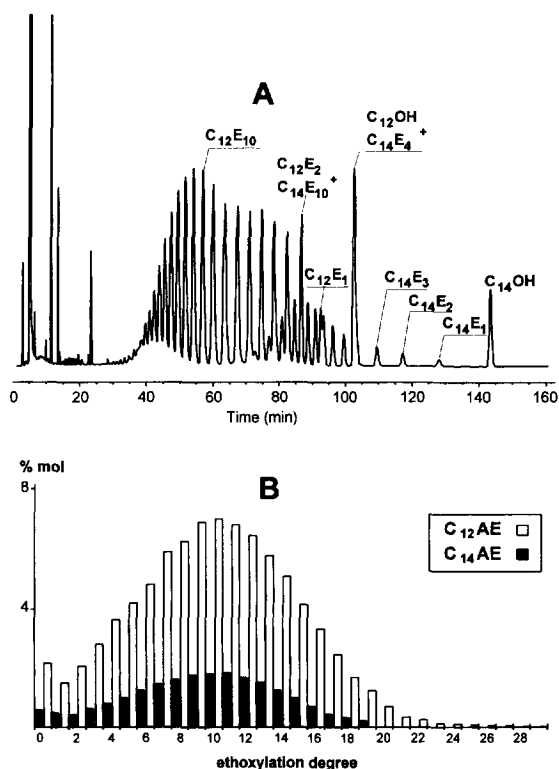 A
C12E10
C12E2
C14E10+
C12OH
C14E4+
C12E1
C14E3
C14E2
C14E1
C14OH
0 20 40 60 80 100 120 140 160
Time (min)
B
% mol
8
4
C12AE
C14AE
0 2 4 6 8 10 12 14 16 18 20 22 24 26 28
ethoxylation degree